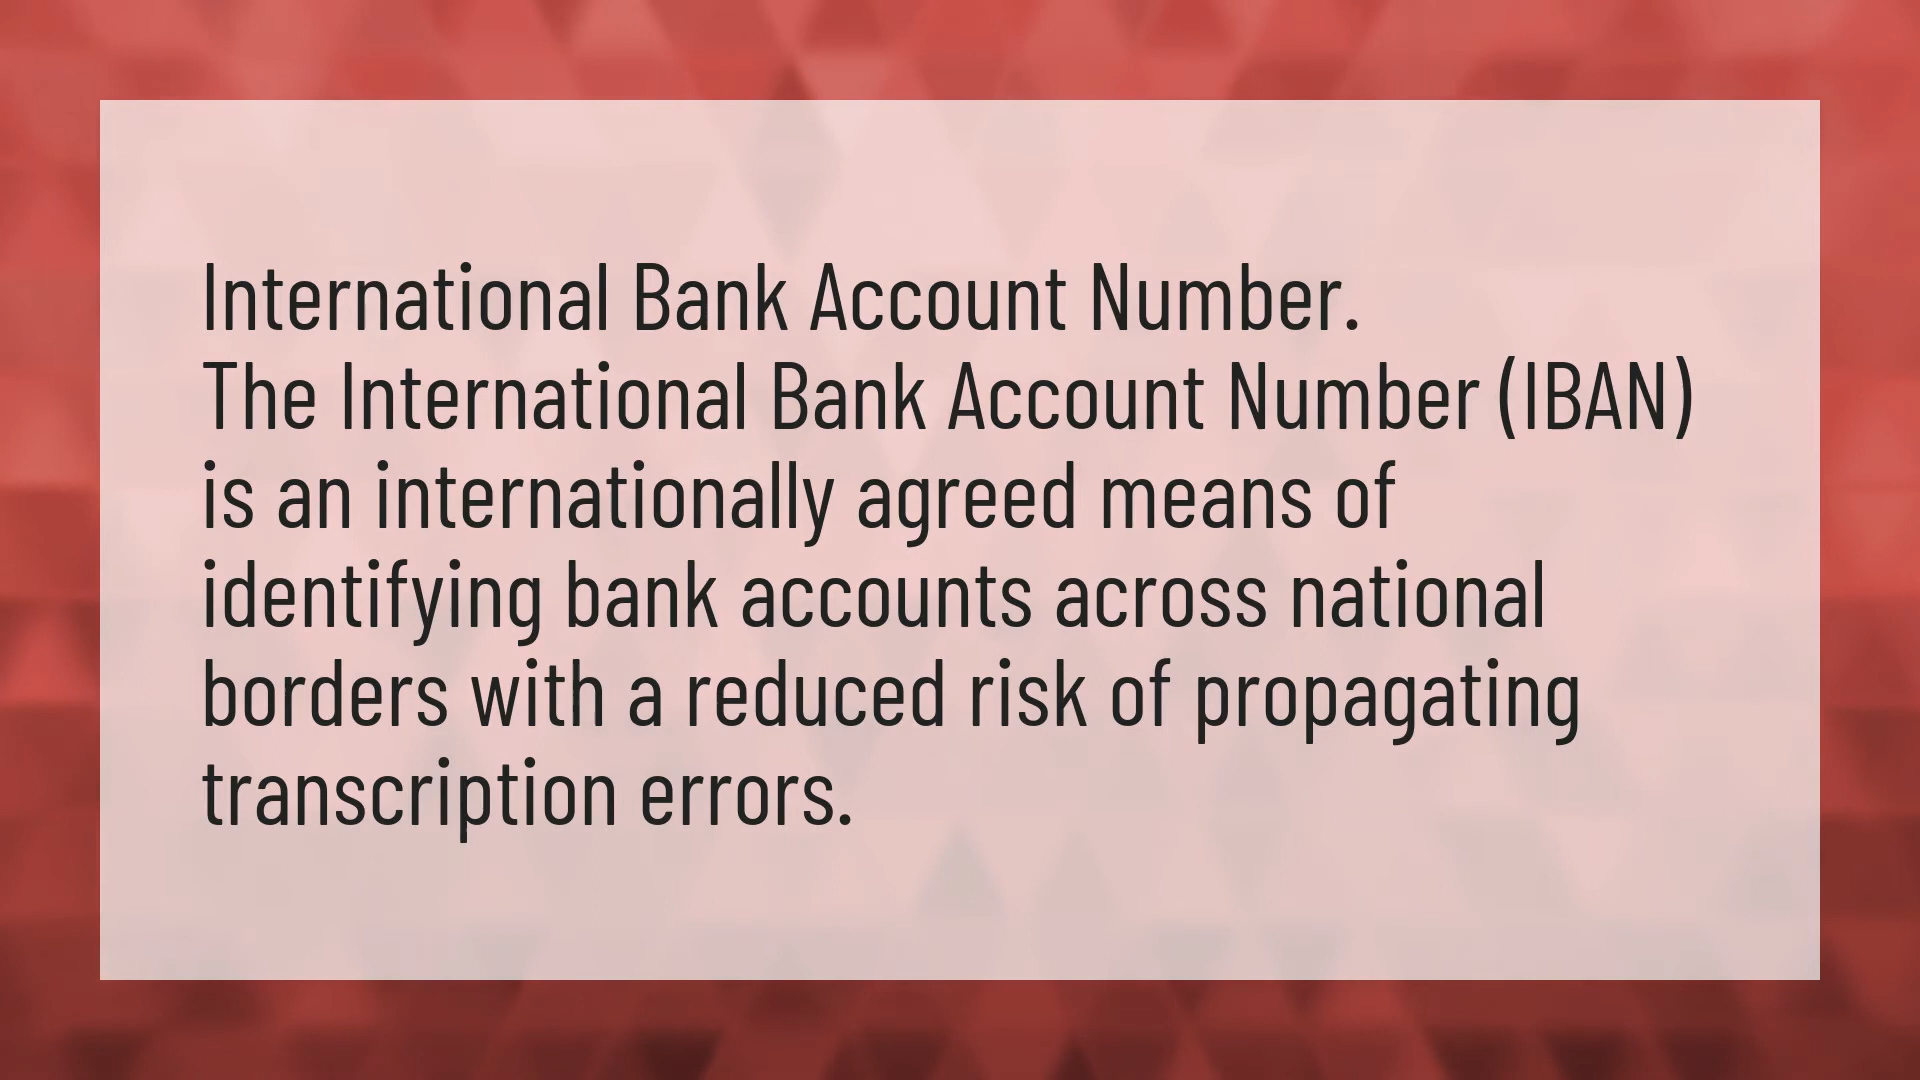 International Bank Account Number.
The International Bank Account Number (IBAN)
is an internationally agreed means of
identifying bank accounts across national
borders with a reduced risk of propagating
transcription errors.